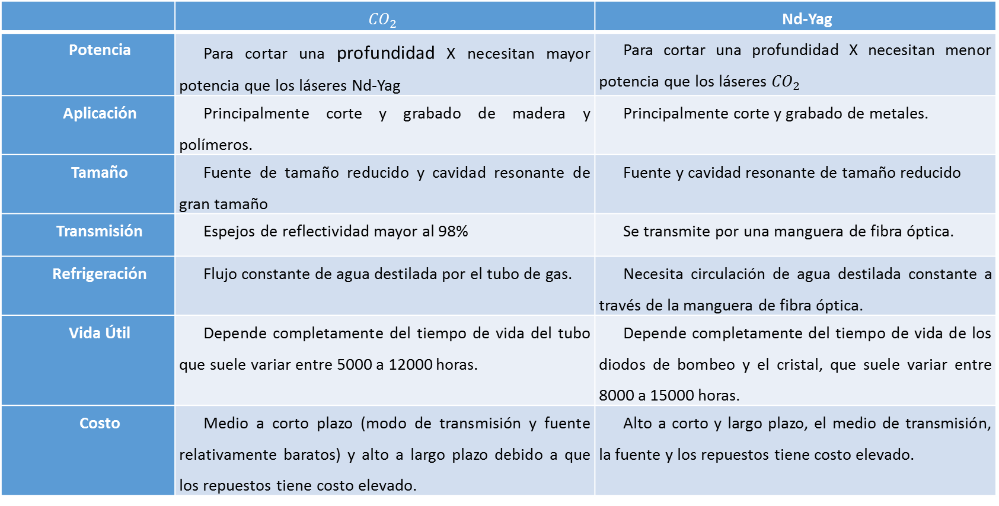 CO₂ Nd-Yag
Potencia
Para cortar una profundidad X necesitan mayor
potencia que los láseres Nd-Yag
Para cortar una profundidad X necesitan menor
potencia que los láseres CO₂
Aplicación
Principalmente corte y grabado de madera y
polímeros.
Principalmente corte y grabado de metales.
Tamaño
Fuente de tamaño reducido y cavidad resonante de
gran tamaño
Fuente y cavidad resonante de tamaño reducido
Transmisión
Espejos de reflectividad mayor al 98%
Se transmite por una manguera de fibra óptica.
Refrigeración
Flujo constante de agua destilada por el tubo de gas.
Necesita circulación de agua destilada constante a
través de la manguera de fibra óptica.
Vida Útil
Depende completamente del tiempo de vida del tubo
que suele variar entre 5000 a 12000 horas.
Depende completamente del tiempo de vida de los
diodos de bombeo y el cristal, que suele variar entre
8000 a 15000 horas.
Costo
Medio a corto plazo (modo de transmisión y fuente
relativamente baratos) y alto a largo plazo debido a que
los repuestos tiene costo elevado.
Alto a corto y largo plazo, el medio de transmisión,
la fuente y los repuestos tiene costo elevado.